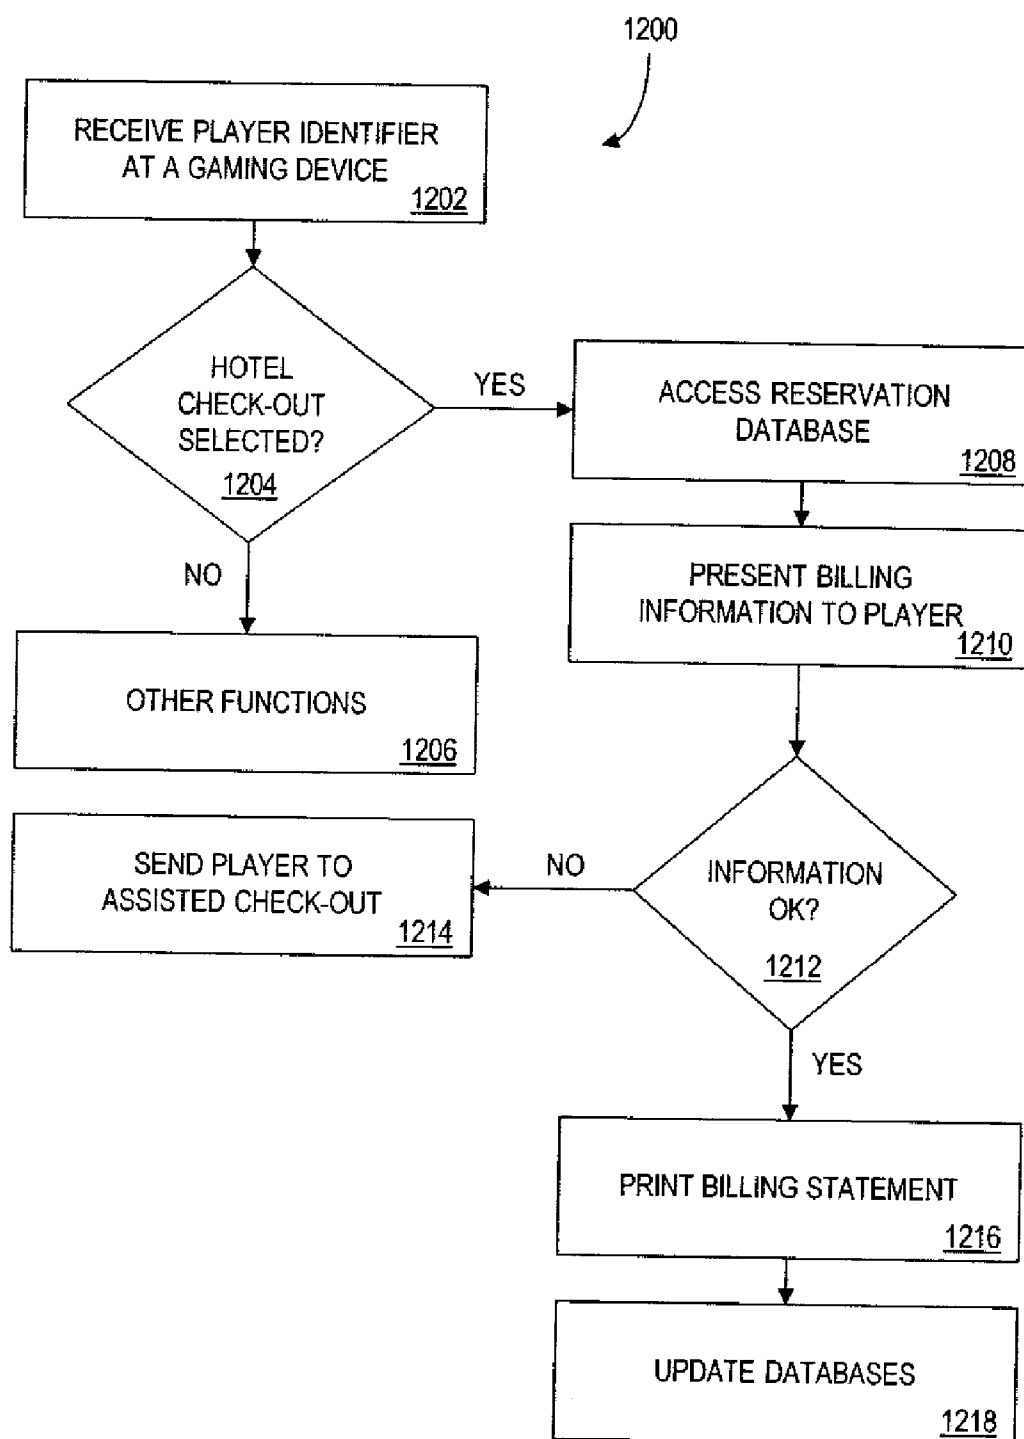 1200
RECEIVE PLAYER IDENTIFIER
AT A GAMING DEVICE
1202
HOTEL
CHECK-OUT
SELECTED?
1204
YES
NO
ACCESS RESERVATION
DATABASE
1208
PRESENT BILLING
INFORMATION TO PLAYER
1210
OTHER FUNCTIONS
1206
SEND PLAYER TO
ASSISTED CHECK-OUT
1214
NO
INFORMATION
OK?
1212
YES
PRINT BILLING STATEMENT
1216
UPDATE DATABASES
1218